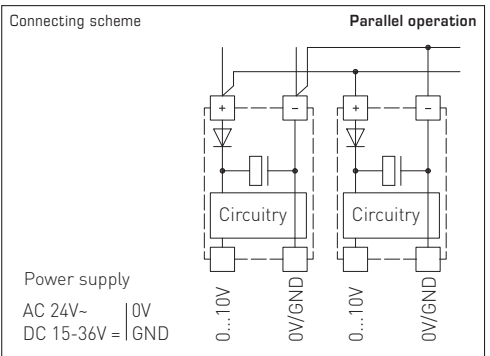 Connecting scheme Parallel operation
+ − + −
Circuitry Circuitry
Power supply
AC 24V~ 0V
DC 15-36V = GND
0...10V
0V/GND
0...10V
0V/GND